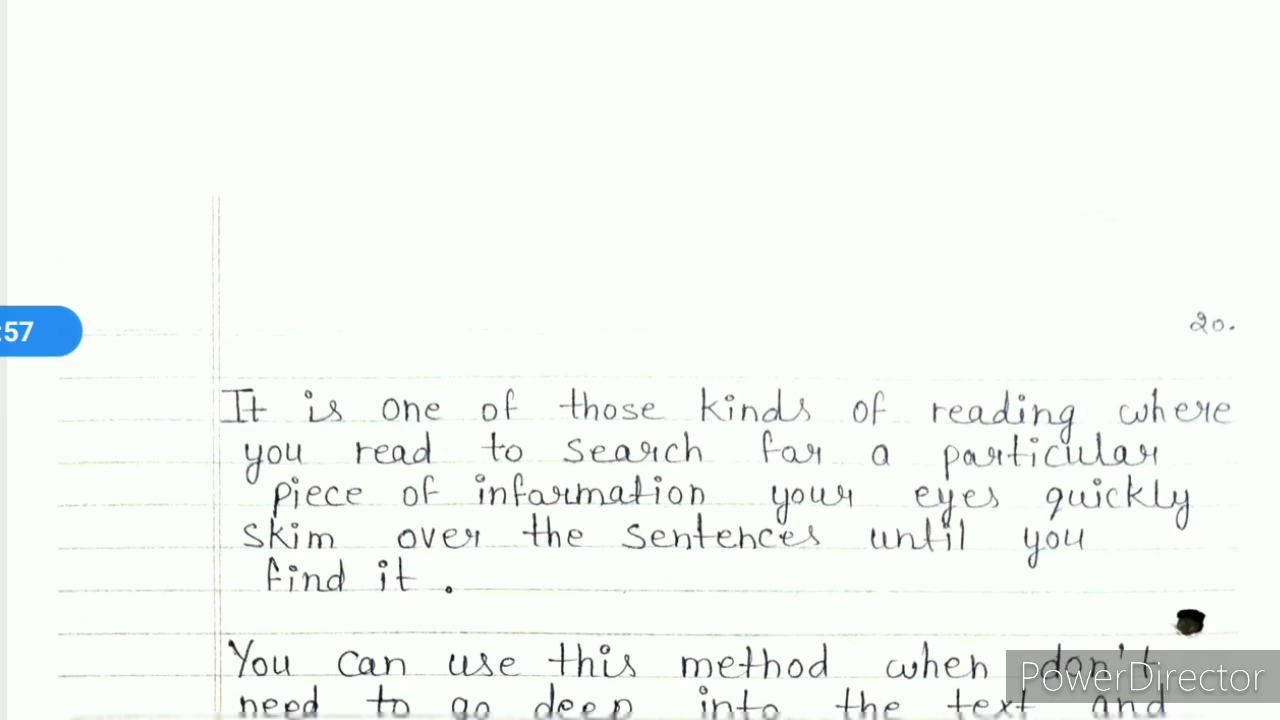 :57
20.
It is one of those kinds of reading where
you read to search for a particular
piece of information your eyes quickly
skim over the sentences until you
find it .
You can use this method when don't
need to go deep into the text and
PowerDirector